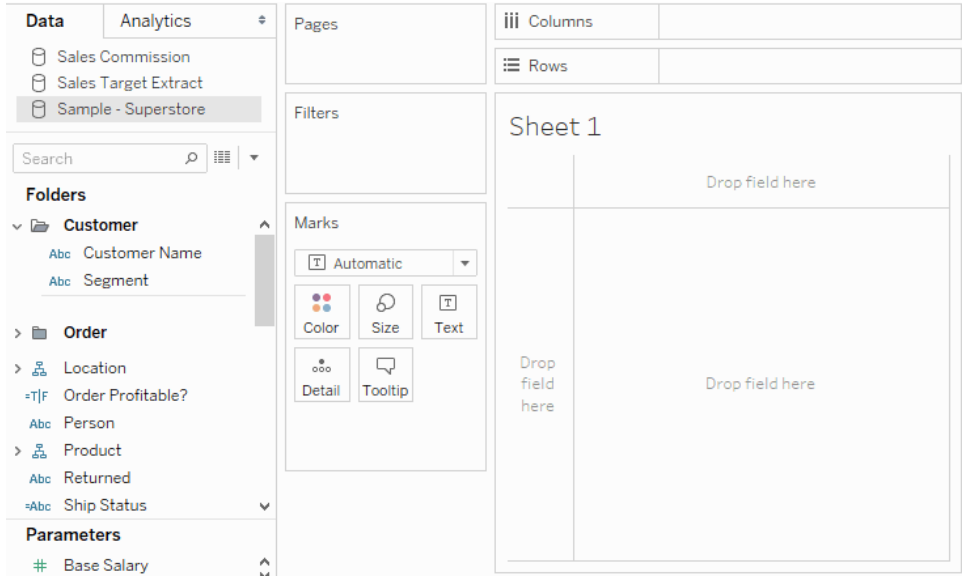 Data
Analytics
Sales Commission
Sales Target Extract
Sample - Superstore
Search
Folders
Customer
Abc Customer Name
Abc Segment
Order
Location
=T|F Order Profitable?
Abc Person
Product
Abc Returned
=Abc Ship Status
Parameters
# Base Salary
Pages
Filters
Marks
T Automatic
Color
Size
T Text
Detail
Tooltip
Columns
Rows
Sheet 1
Drop field here
Drop
field
here
Drop field here